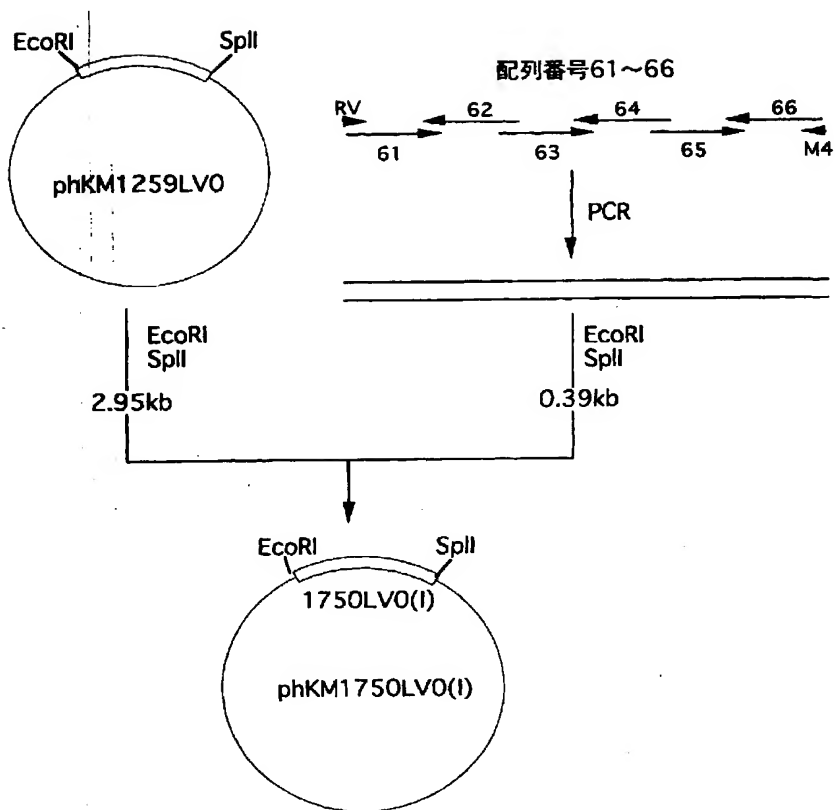 EcoRI
SplI
phKM1259LV0
配列番号61~66
RV
62
64
66
61
63
65
M4
PCR
EcoRI
SplI
2.95kb
EcoRI
SplI
0.39kb
EcoRI
SplI
1750LV0(I)
phKM1750LV0(I)